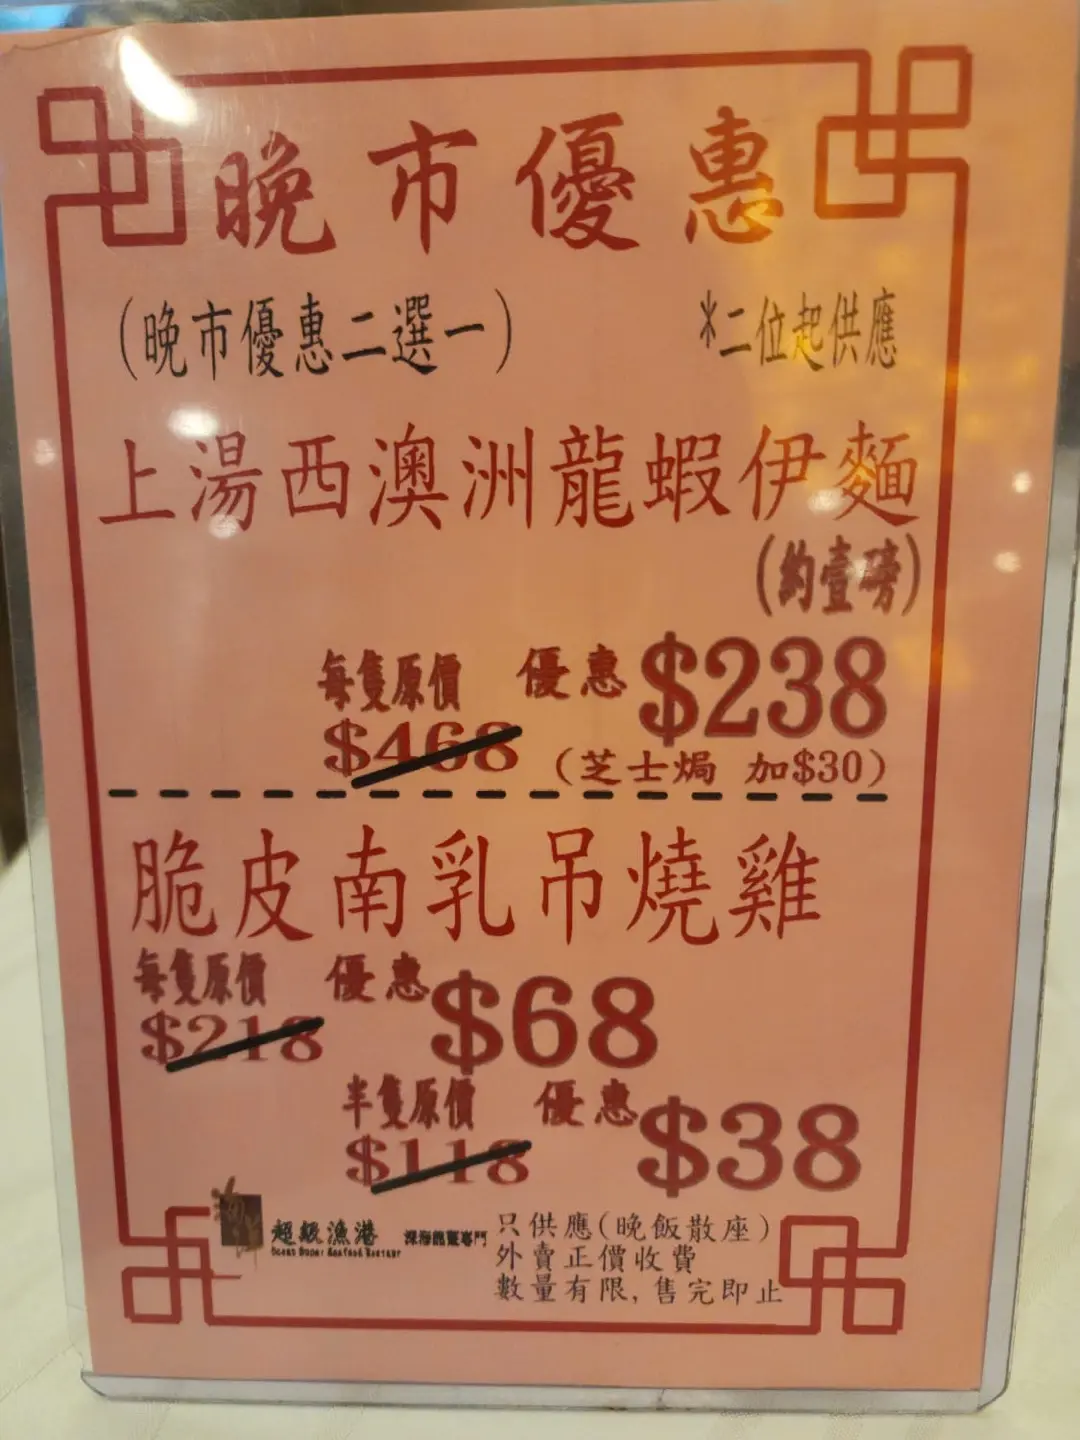 晚市優惠
(晚市優惠二選一)
*二位起供應
上湯西澳洲龍蝦伊麵
(約壹磅)
每隻原價 優惠 $238
$468
(芝士焗 加$30)
脆皮南乳吊燒雞
每隻原價 優惠 $68
$218
半隻原價 優惠 $38
$118
超級漁港
只供應(晚飯散座)
外賣正價收費
數量有限, 售完即止